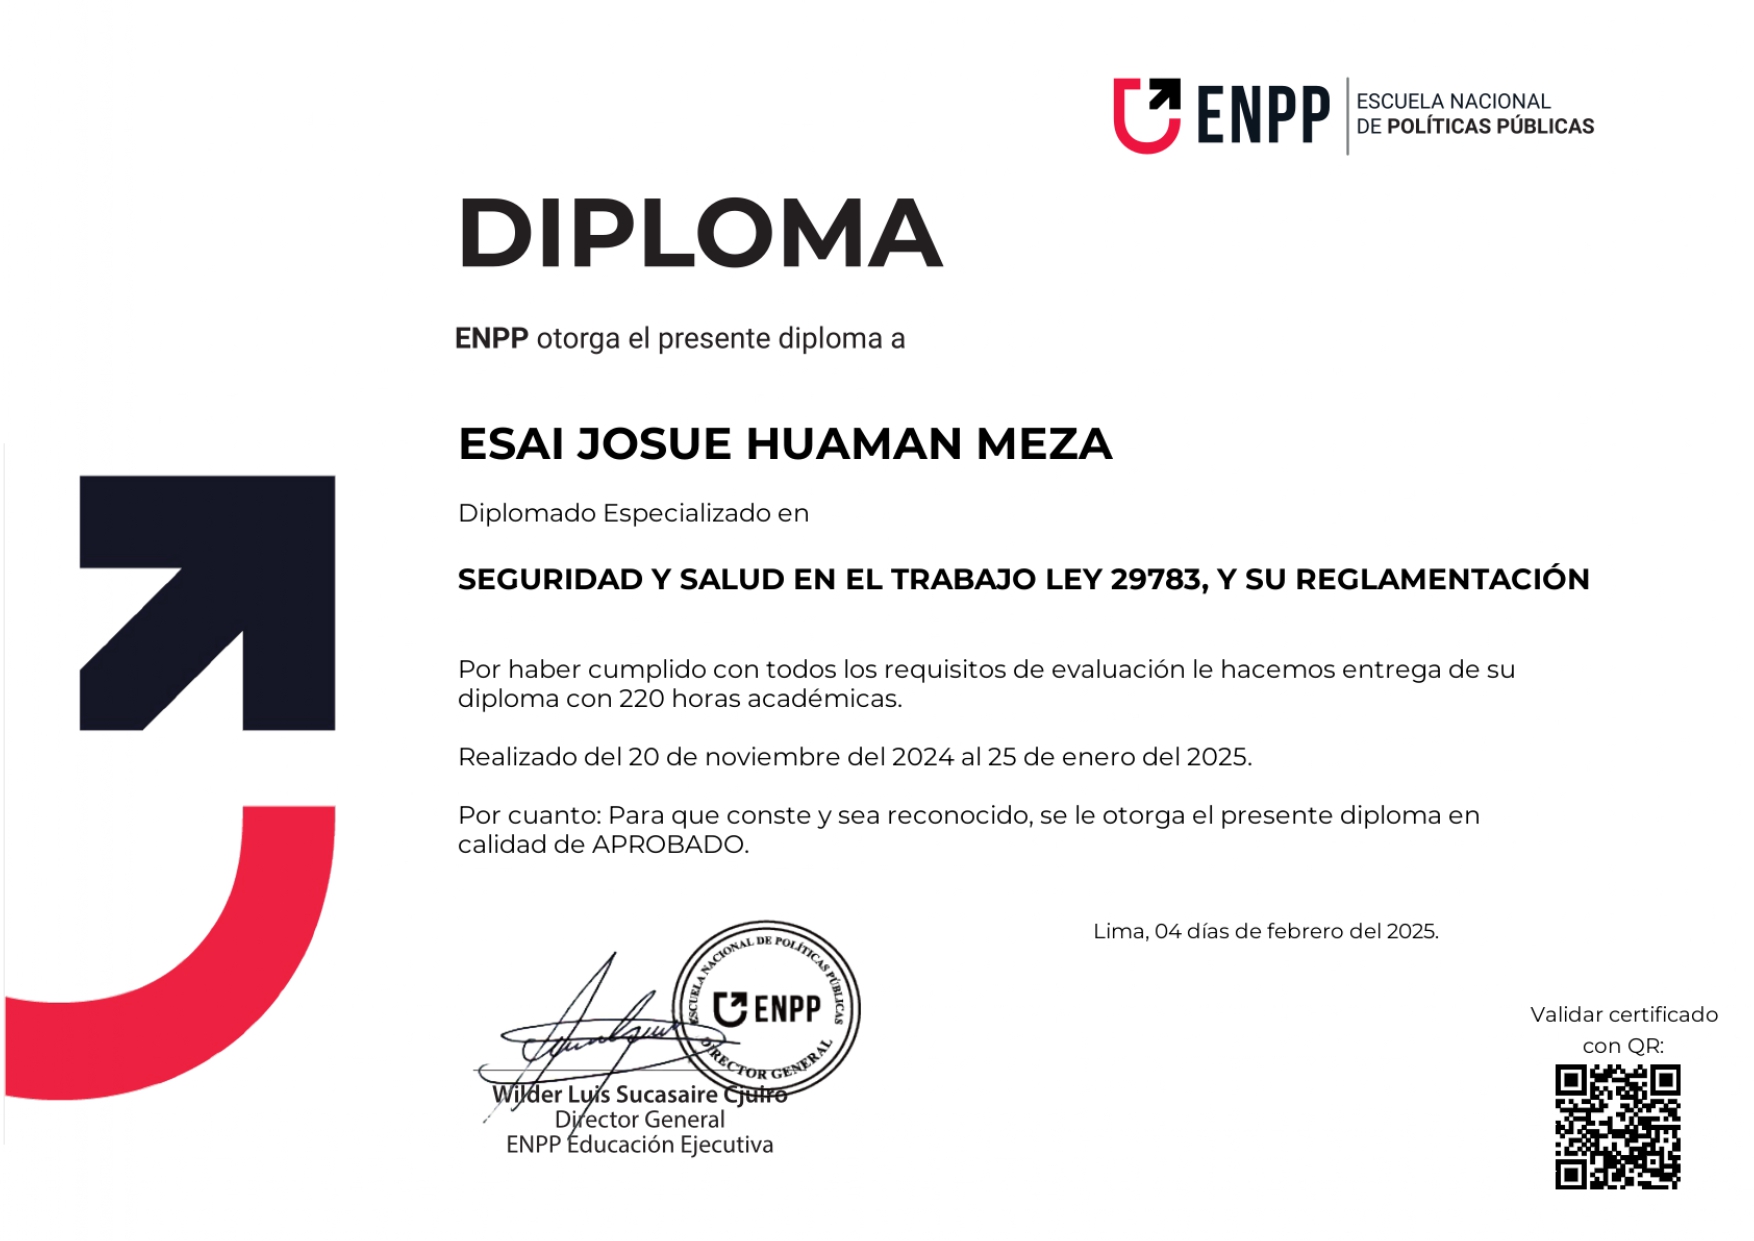 ENPP
ESCUELA NACIONAL
DE POLÍTICAS PÚBLICAS
DIPLOMA
ENPP otorga el presente diploma a
ESAI JOSUE HUAMAN MEZA
Diplomado Especializado en
SEGURIDAD Y SALUD EN EL TRABAJO LEY 29783, Y SU REGLAMENTACIÓN
Por haber cumplido con todos los requisitos de evaluación le hacemos entrega de su
diploma con 220 horas académicas.
Realizado del 20 de noviembre del 2024 al 25 de enero del 2025.
Por cuanto: Para que conste y sea reconocido, se le otorga el presente diploma en
calidad de APROBADO.
Lima, 04 días de febrero del 2025.
ESCUELA NACIONAL DE POLÍTICAS PÚBLICAS
ENPP
DIRECTOR GENERAL
Wilder Luis Sucasaire Cjuiro
Director General
ENPP Educación Ejecutiva
Validar certificado
con QR: